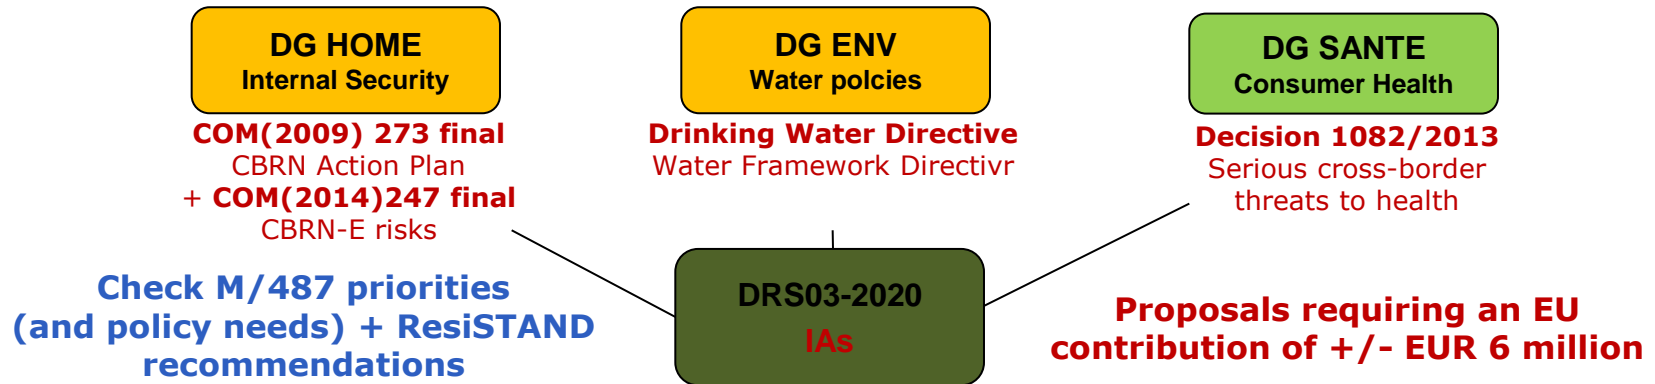 DG HOME
Internal Security
DG ENV
Water polcies
DG SANTE
Consumer Health
COM(2009) 273 final
CBRN Action Plan
+ COM(2014)247 final
CBRN-E risks
Drinking Water Directive
Water Framework Directivr
Decision 1082/2013
Serious cross-border
threats to health
Check M/487 priorities
(and policy needs) + ResiSTAND
recommendations
DRS03-2020
IAs
Proposals requiring an EU
contribution of +/- EUR 6 million